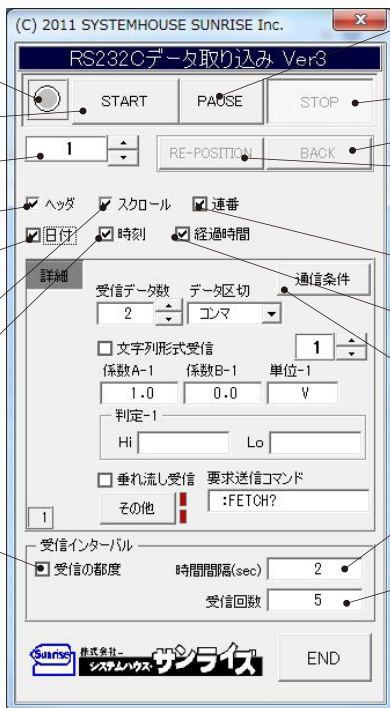 (C) 2011 SYSTEMHOUSE SUNRISE Inc.
RS232Cデータ取り込み Ver3
START PAUSE STOP
1 RE-POSITION BACK
ヘッダ スクロール 連番
日付 時刻 経過時間
詳細 通信条件
受信データ数 データ区切
2 コンマ
文字列形式受信 1
係数A-1 係数B-1 単位-1
1.0 0.0 V
判定-1
Hi Lo
垂れ流し受信 要求送信コマンド
その他 :FETCH?
1
受信インターバル
受信の都度 時間間隔(sec) 2
受信回数 5
Sunrise 株式会社 システムハウス・サンライズ END